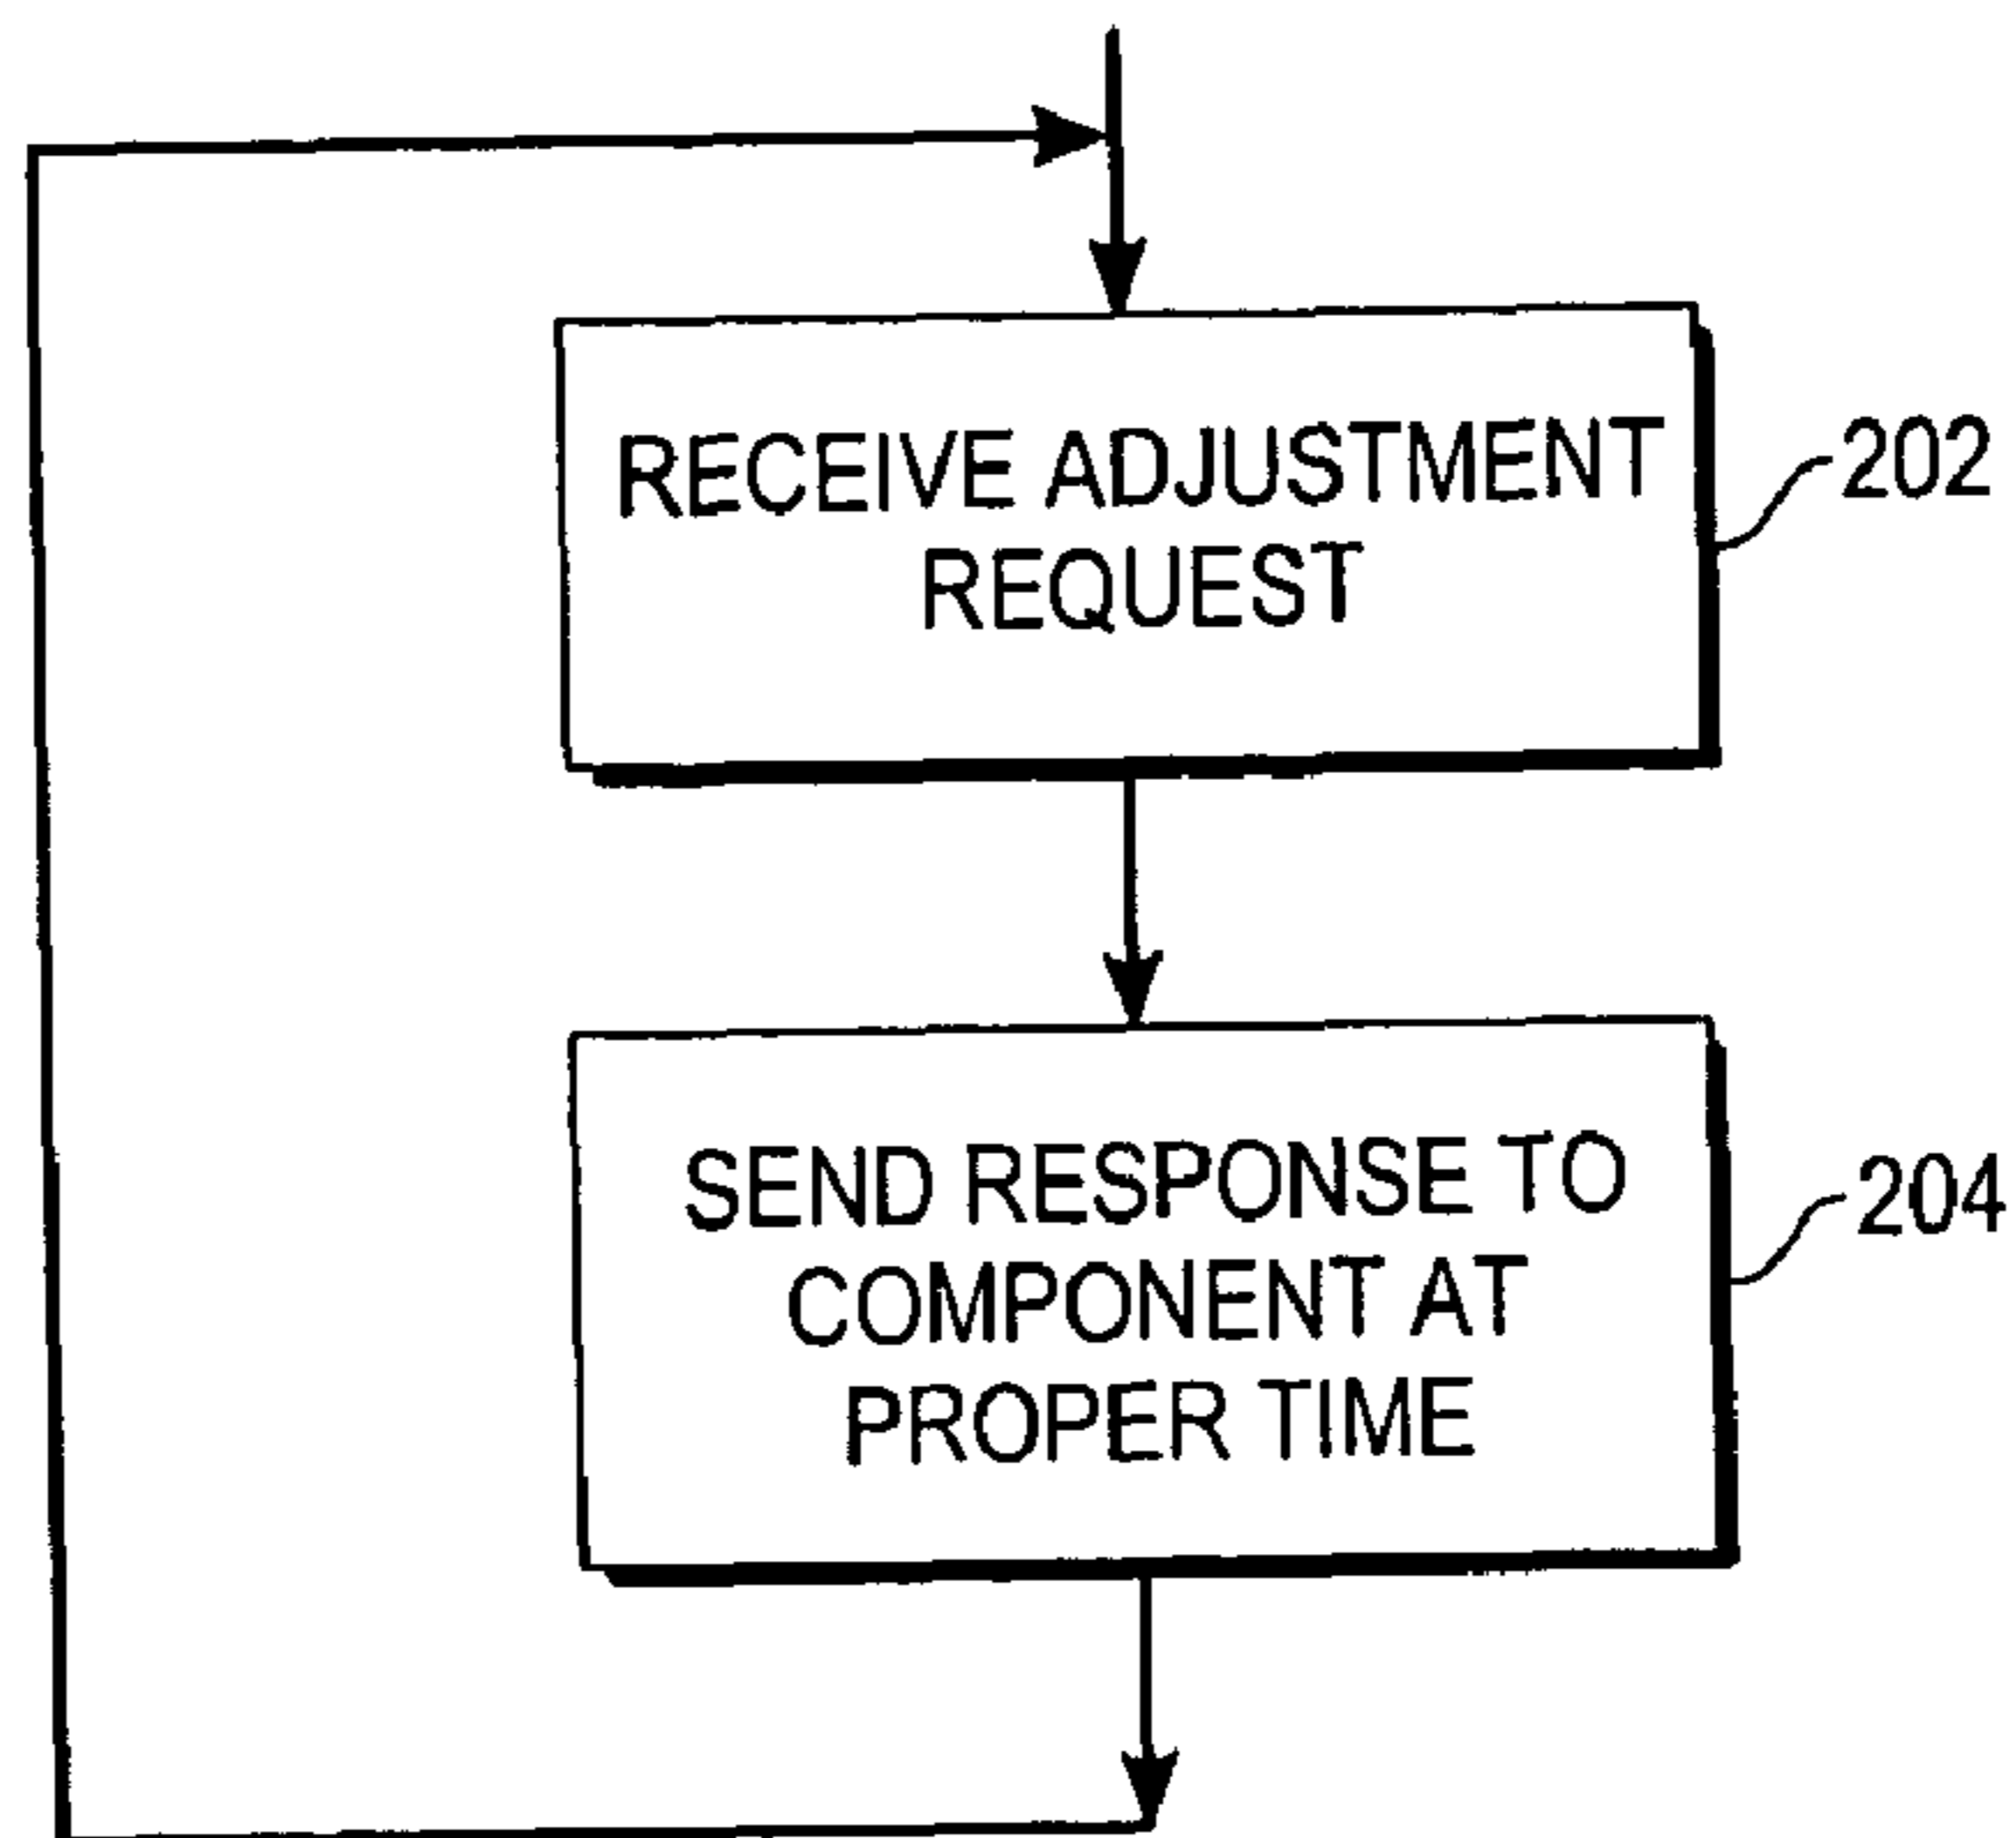 RECEIVE ADJUSTMENT
REQUEST
202
SEND RESPONSE TO
COMPONENT AT
PROPER TIME
204